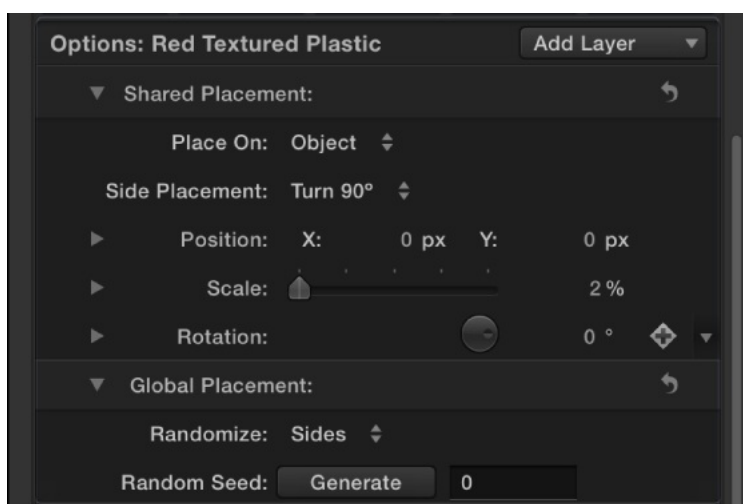 Options: Red Textured Plastic Add Layer
Shared Placement:
Place On: Object
Side Placement: Turn 90º
Position: X: 0 px Y: 0 px
Scale: 2 %
Rotation: 0 °
Global Placement:
Randomize: Sides
Random Seed: Generate 0